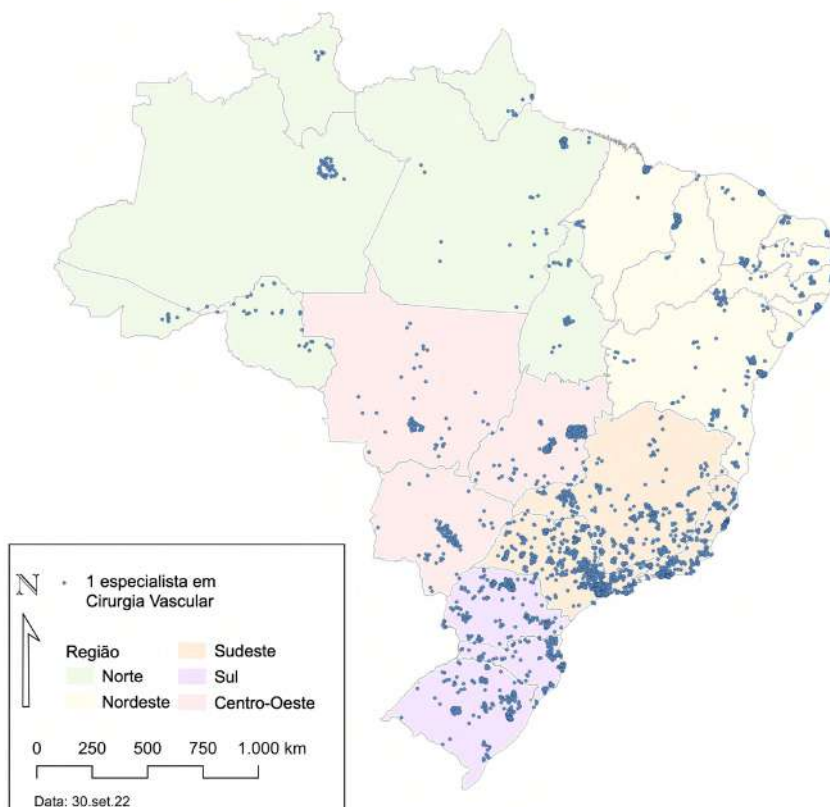 N
1 especialista em
Cirurgia Vascular
Região
Norte
Nordeste
Sudeste
Sul
Centro-Oeste
0 250 500 750 1.000 km
Data: 30.set.22